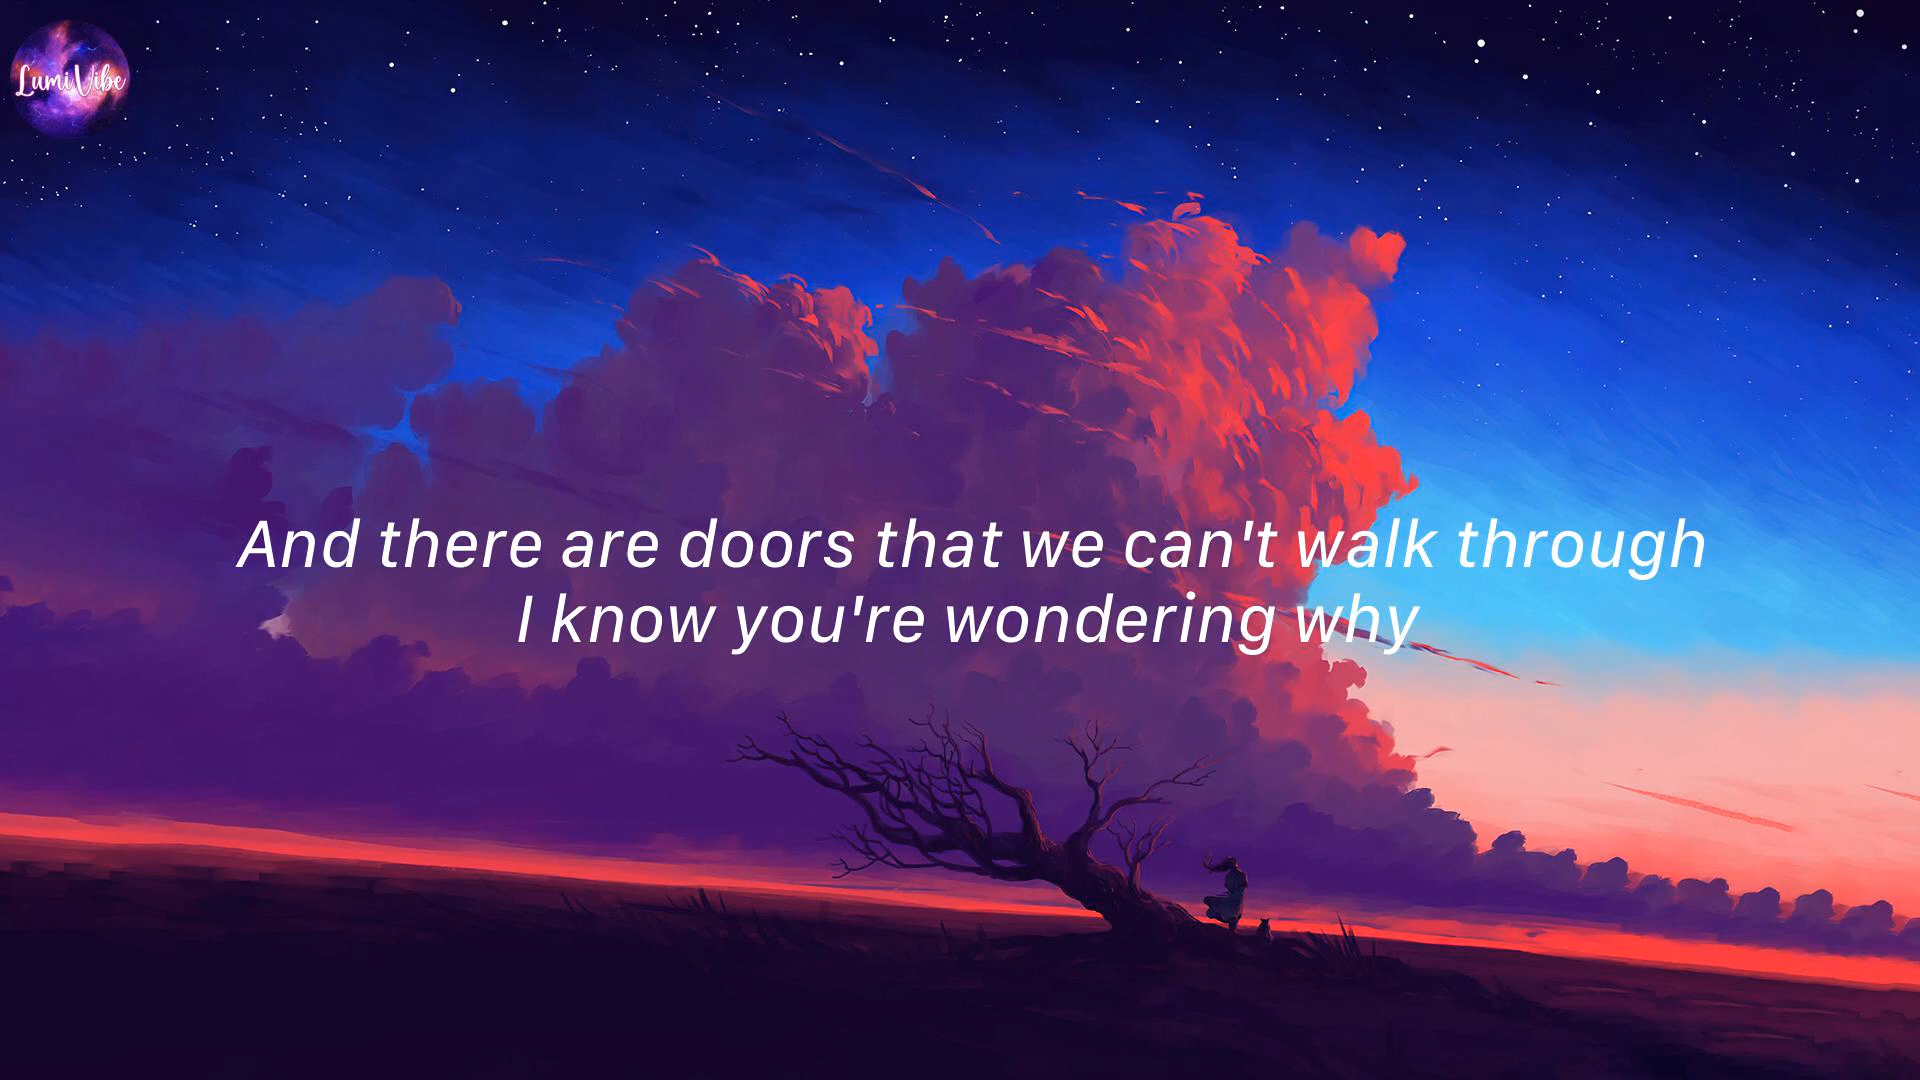 LumiVibe
And there are doors that we can't walk through
I know you're wondering why